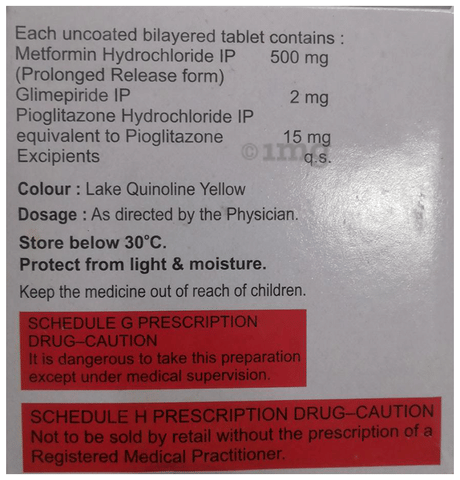 Each uncoated bilayered tablet contains :
Metformin Hydrochloride IP 500 mg
(Prolonged Release form)
Glimepiride IP 2 mg
Pioglitazone Hydrochloride IP
equivalent to Pioglitazone 15 mg
Excipients q.s.
©1mg
Colour : Lake Quinoline Yellow
Dosage : As directed by the Physician.
Store below 30°C.
Protect from light & moisture.
Keep the medicine out of reach of children.
SCHEDULE G PRESCRIPTION
DRUG–CAUTION
It is dangerous to take this preparation
except under medical supervision.
SCHEDULE H PRESCRIPTION DRUG–CAUTION
Not to be sold by retail without the prescription of a
Registered Medical Practitioner.